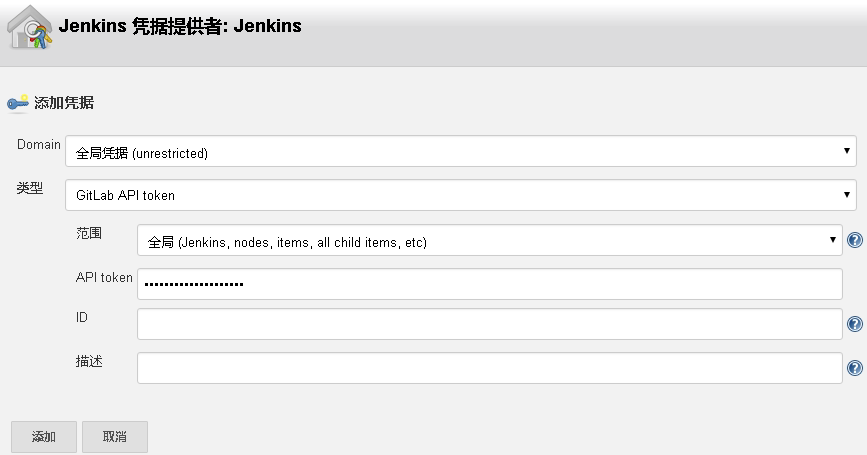 Jenkins 凭据提供者: Jenkins
添加凭据
Domain 全局凭据 (unrestricted)
类型 GitLab API token
范围 全局 (Jenkins, nodes, items, all child items, etc)
API token ••••••••••••••••••••
ID
描述
添加 取消